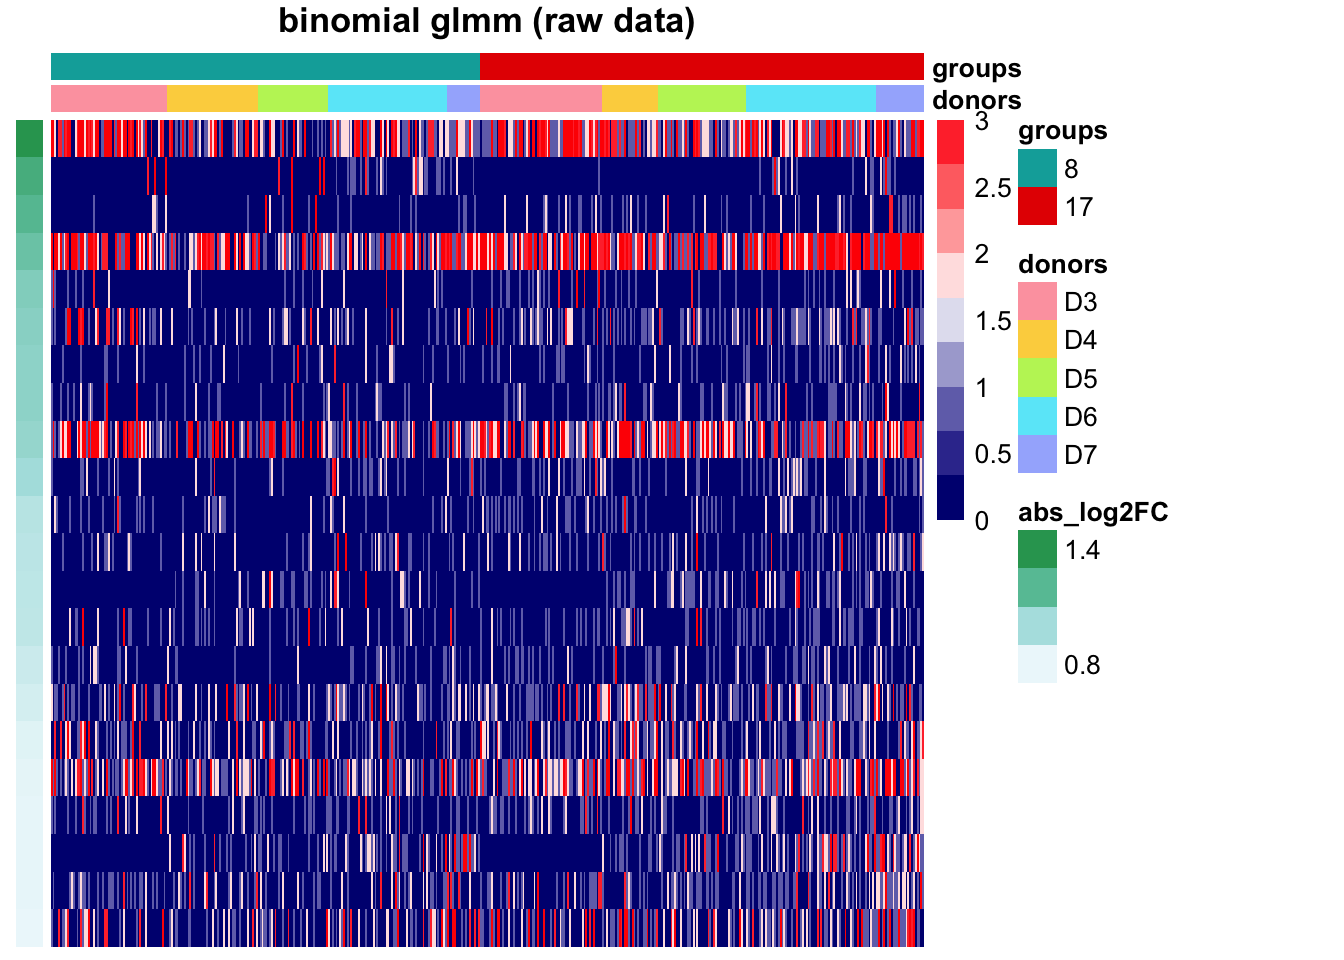 binomial glmm (raw data)
groups
donors
3
2.5
2
1.5
1
0.5
0
groups
8
17
donors
D3
D4
D5
D6
D7
abs_log2FC
1.4
0.8